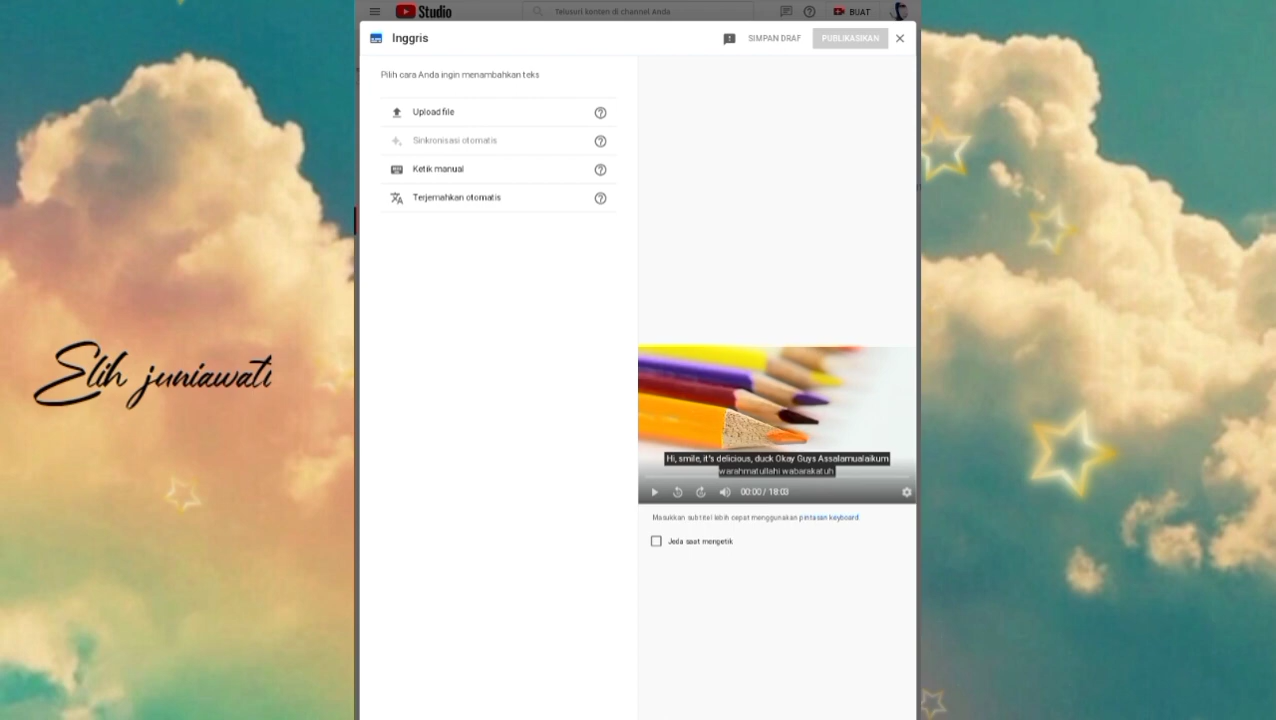 Studio
Telusuri konten di channel Anda
BUAT
Inggris
SIMPAN DRAF
PUBLIKASIKAN
Pilih cara Anda ingin menambahkan teks
Upload file
Sinkronisasi otomatis
Ketik manual
Terjemahkan otomatis
Elih juniawati
Hi, smile, it's delicious, duck Okay Guys Assalamualaikum
warahmatullahi wabarakatuh
00:00 / 18:03
Masukkan subtitel lebih cepat menggunakan pintasan keyboard.
Jeda saat mengetik